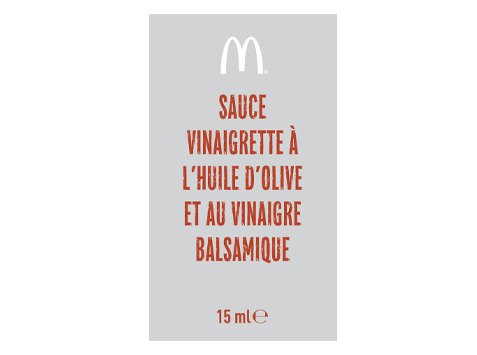 SAUCE
VINAIGRETTE À
L'HUILE D'OLIVE
ET AU VINAIGRE
BALSAMIQUE
15 ml ℮